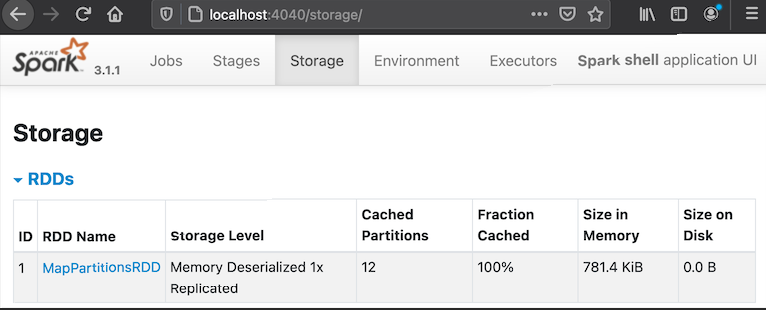 localhost:4040/storage/
APACHE Spark 3.1.1 Jobs Stages Storage Environment Executors Spark shell application UI
Storage
RDDs
ID RDD Name Storage Level Cached Partitions Fraction Cached Size in Memory Size on Disk
1 MapPartitionsRDD Memory Deserialized 1x Replicated 12 100% 781.4 KiB 0.0 B